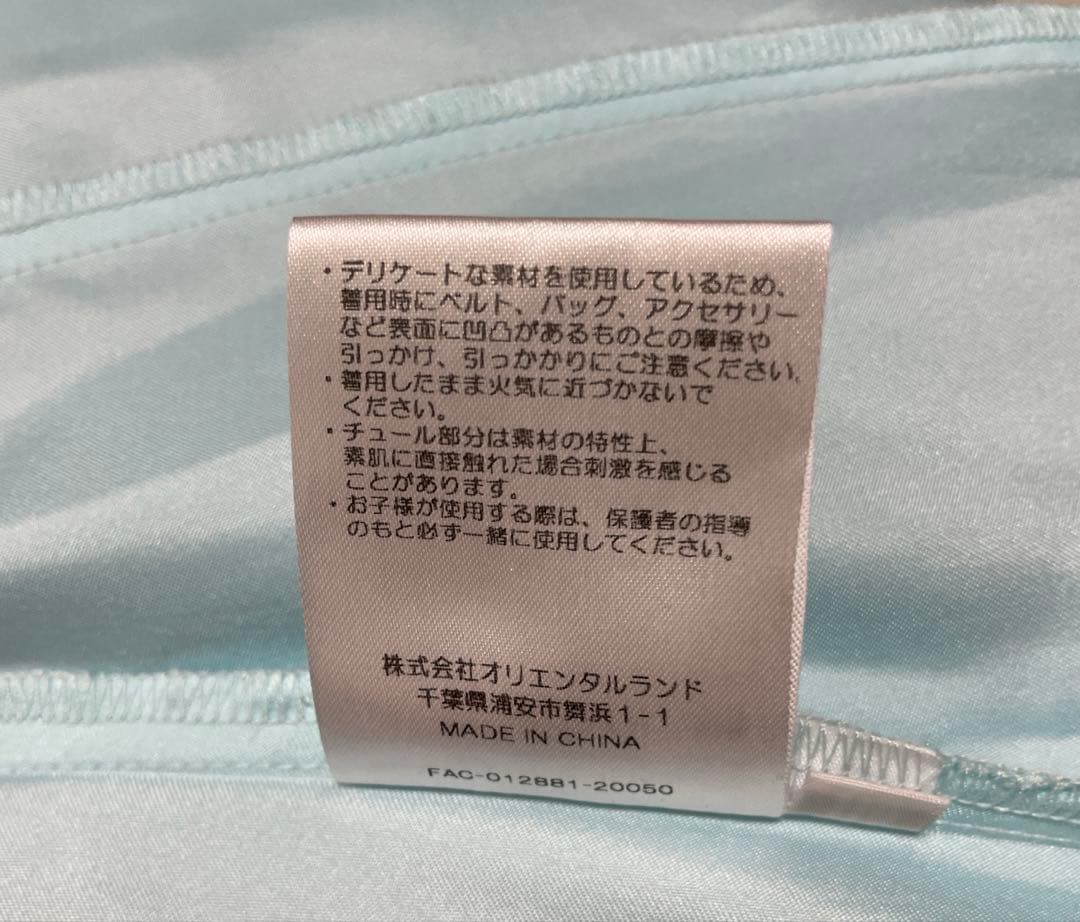 ・デリケートな素材を使用しているため、
着用時にベルト、バッグ、アクセサリー
など表面に凹凸があるものとの摩擦や
引っかけ、引っかかりにご注意ください。
・着用したまま火気に近づかないで
ください。
・チュール部分は素材の特性上、
素肌に直接触れた場合刺激を感じる
ことがあります。
・お子様が使用する際は、保護者の指導
のもと必ず一緒に使用してください。
株式会社オリエンタルランド
千葉県浦安市舞浜1-1
MADE IN CHINA
FAC-012881-20050